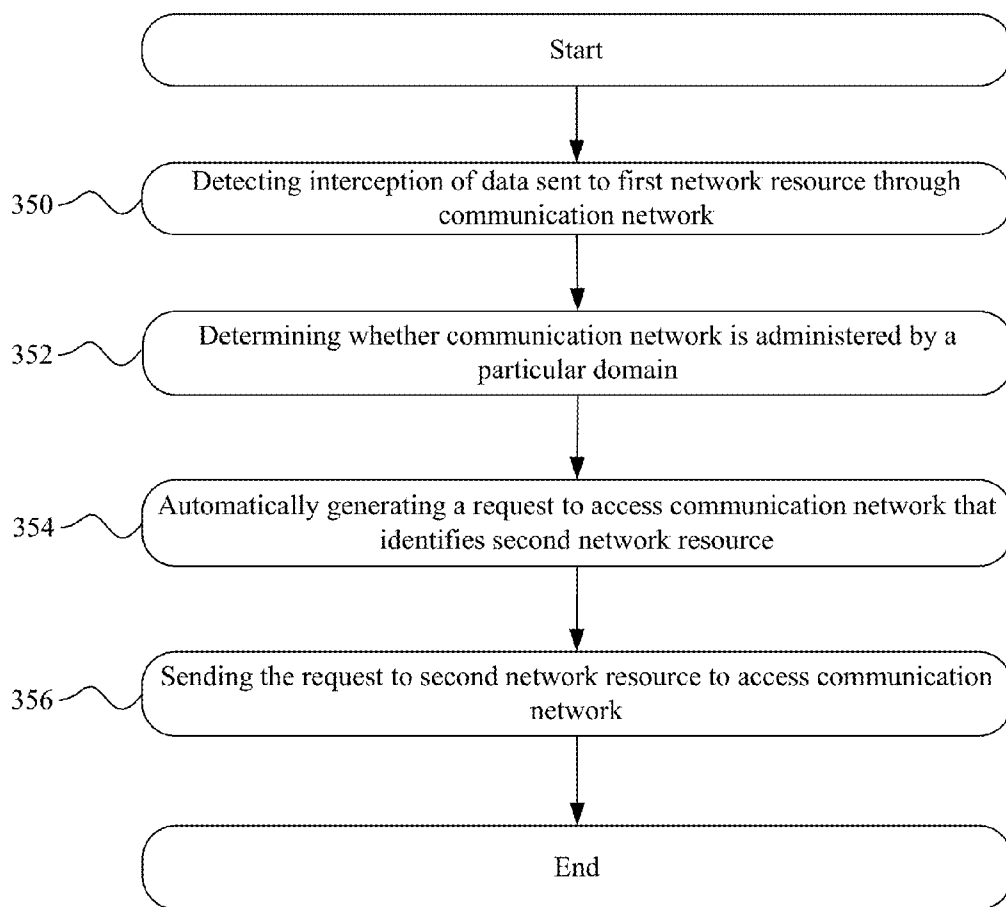 Start
350
Detecting interception of data sent to first network resource through
communication network
352
Determining whether communication network is administered by a
particular domain
354
Automatically generating a request to access communication network that
identifies second network resource
356
Sending the request to second network resource to access communication
network
End